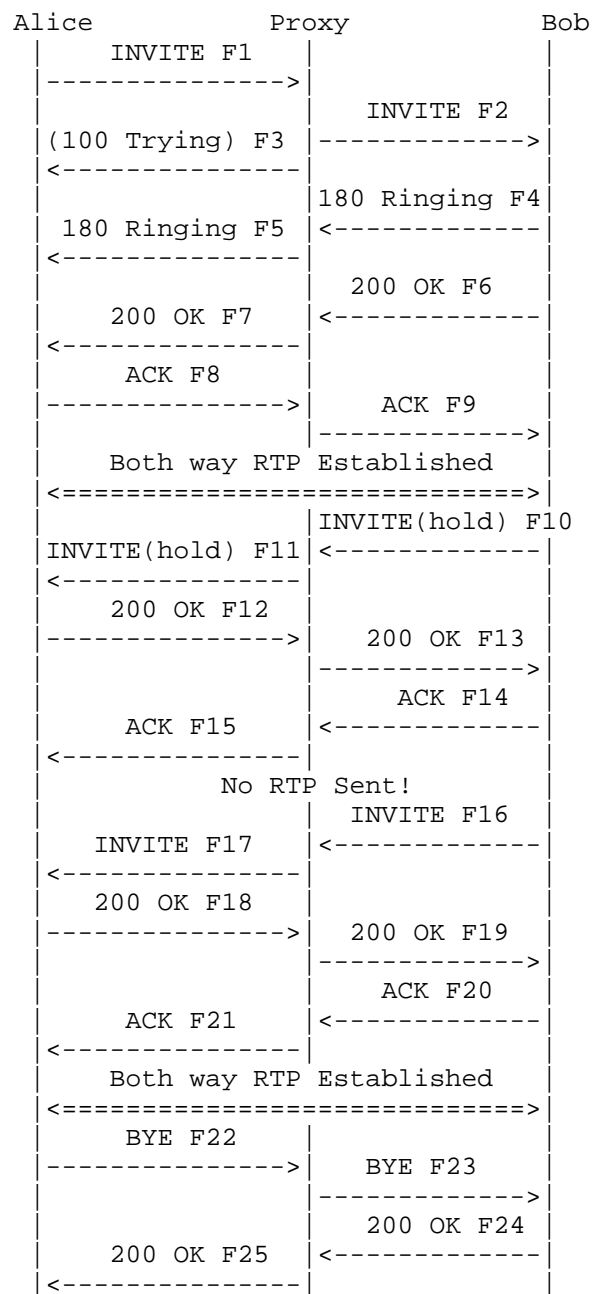 Alice Proxy Bob
INVITE F1
INVITE F2
(100 Trying) F3
180 Ringing F4
180 Ringing F5
200 OK F6
200 OK F7
ACK F8
ACK F9
Both way RTP Established
INVITE(hold) F10
INVITE(hold) F11
200 OK F12
200 OK F13
ACK F14
ACK F15
No RTP Sent!
INVITE F16
INVITE F17
200 OK F18
200 OK F19
ACK F20
ACK F21
Both way RTP Established
BYE F22
BYE F23
200 OK F24
200 OK F25